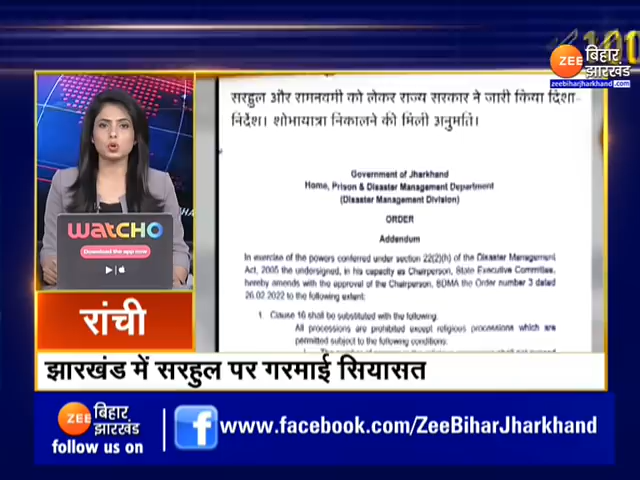 ZEE
बिहार
झारखंड
zeebiharjharkhand.com
सरहुल और रामनवमी को लेकर राज्य सरकार ने जारी किया दिशा-
निर्देश। शोभायात्रा निकालने की मिली अनुमति।
Government of Jharkhand
Home, Prison & Disaster Management Department
(Disaster Management Division)
ORDER
Addendum
In exercise of the powers conferred under section 22(2)(h) of the Disaster Management
Act, 2005 the undersigned, in his capacity as Chairperson, State Executive Committee,
hereby amends with the approval of the Chairperson, SDMA the Order number 3 dated
26.02.2022 to the following extent:
1. Clause 16 shall be substituted with the following:
All processions are prohibited except religious processions which are
permitted subject to the following conditions:
WATCHO
Download the app now
रांची
झारखंड में सरहुल पर गरमाई सियासत
ZEE
बिहार
झारखंड
follow us on
f
www.facebook.com/ZeeBiharJharkhand